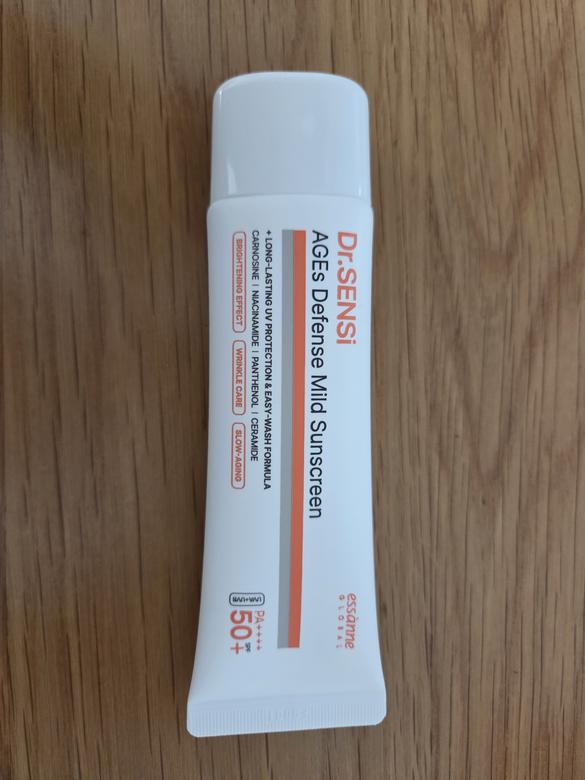 Dr.SENSi
AGEs Defense Mild Sunscreen
+ LONG-LASTING UV PROTECTION & EASY-WASH FORMULA
CARNOSINE | NIACINAMIDE | PANTHENOL | CERAMIDE
BRIGHTENING EFFECT
WRINKLE CARE
SLOW-AGING
essänne
GLOBAL
UVA+UVB
PA++++
SPF
50+